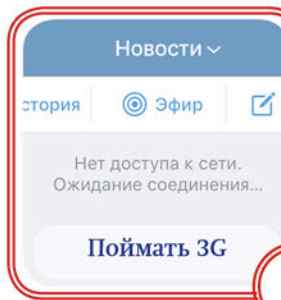 Новости
стория
Эфир
Нет доступа к сети.
Ожидание соединения...
Поймать 3G